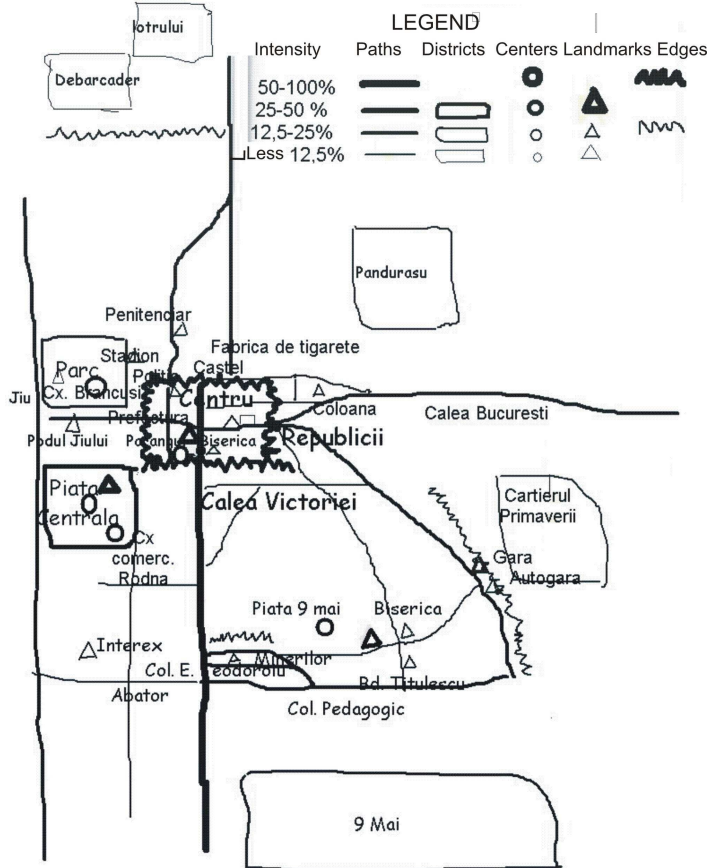 Iotrului
LEGEND
Intensity Paths Districts Centers Landmarks Edges
Debarcader
50-100%
25-50 %
12,5-25%
Less 12,5%
Pandurasu
Penitenciar
Fabrica de tigarete
Stadion
Castel
Parc
Politia
Cx. Brancusi
Centru
Jiu
Coloana
Calea Bucuresti
Prefectura
Podul Jiului
Parangul
Biserica
Republicii
Piata
Centrala
Calea Victoriei
Cartierul
Primaverii
Cx
comerc.
Rodna
Gara
Autogara
Piata 9 mai
Biserica
Interex
Minerilor
Col. E. Teodoroiu
Bd. Titulescu
Abator
Col. Pedagogic
9 Mai